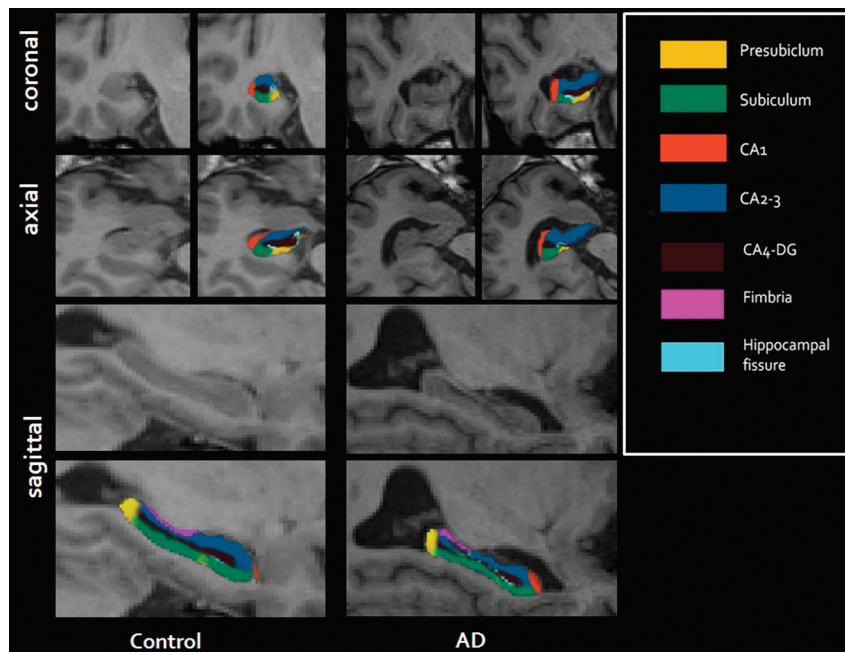 coronal
axial
sagittal
Control
AD
Presubiclum
Subiculum
CA1
CA2-3
CA4-DG
Fimbria
Hippocampal
fissure